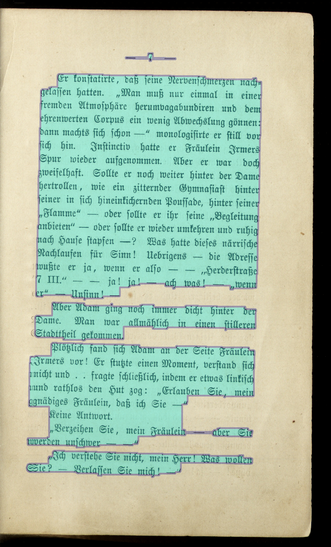 7
Er konstatirte, daß seine Nervenschmerzen nach-
gelassen hatten. „Man muß nur einmal in einer
fremden Atmosphäre herumvagabundiren und dem
ehrenwerten Corpus ein wenig Abwechslung gönnen:
dann machts sich schon —“ monologisirte er still vor
sich hin. Instinctiv hatte er Fräulein Irmers
Spur wieder aufgenommen. Aber er war doch
zweifelhaft. Sollte er noch weiter hinter der Dame
hertrollen, wie ein zitternder Gymnasiast hinter
seiner in sich hineinkichernden Poussade, hinter seiner
„Flamme“ — oder sollte er ihr seine „Begleitung
anbieten“ — oder sollte er wieder umkehren und ruhig
nach Hause stapfen —? Was hatte dieses närrische
Nachlaufen für Sinn! Uebrigens — die Adresse
wußte er ja, wenn er also — — „Herderstraße
7 III.“ — — ja! ja! — ach was! — „wenn
er“ — Unsinn!
Aber Adam ging noch immer dicht hinter der
Dame. Man war allmählich in einen stilleren
Stadttheil gekommen.
Plötzlich fand sich Adam an der Seite Fräulein
Irmers vor! Er stutzte einen Moment, verstand sich
nicht und . . fragte schließlich, indem er etwas linkisch
und rathlos den Hut zog: „Erlauben Sie, mein
gnädiges Fräulein, daß ich Sie —
Keine Antwort.
„Verzeihen Sie, mein Fräulein — aber Sie
werden unschwer —
„Ich verstehe Sie nicht, mein Herr! Was wollen
Sie? — Verlassen Sie mich!